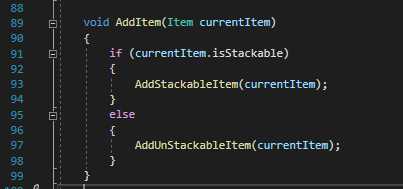 88
89 void AddItem(Item currentItem)
90 {
91 if (currentItem.isStackable)
92 {
93 AddStackableItem(currentItem);
94 }
95 else
96 {
97 AddUnStackableItem(currentItem);
98 }
99 }